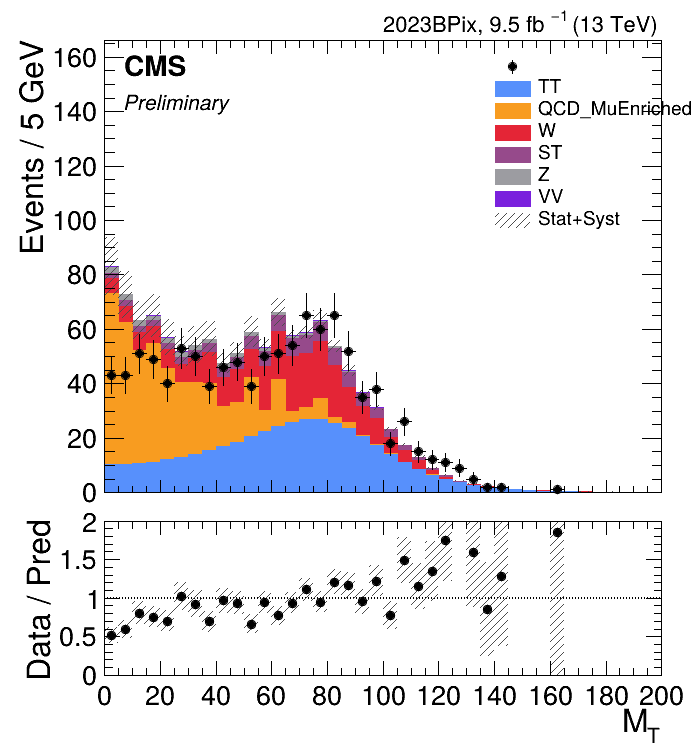 2023BPix, 9.5 fb⁻¹ (13 TeV)
Events / 5 GeV
160
140
120
100
80
60
40
20
0
CMS
Preliminary
TT
QCD_MuEnriched
W
ST
Z
VV
Stat+Syst
Data / Pred
2
1.5
1
0.5
0
0 20 40 60 80 100 120 140 160 180 200
M_T